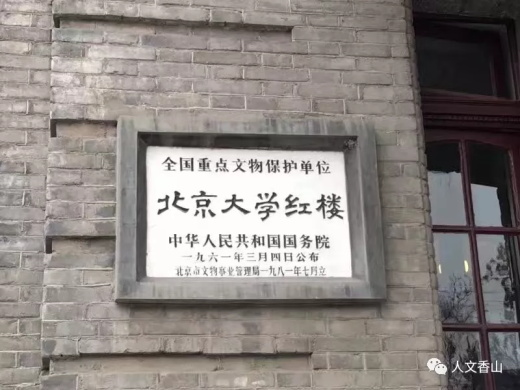 全国重点文物保护单位
北京大学红楼
中华人民共和国国务院
一九六一年三月四日公布
北京市文物事业管理局一九八一年七月立
人文香山